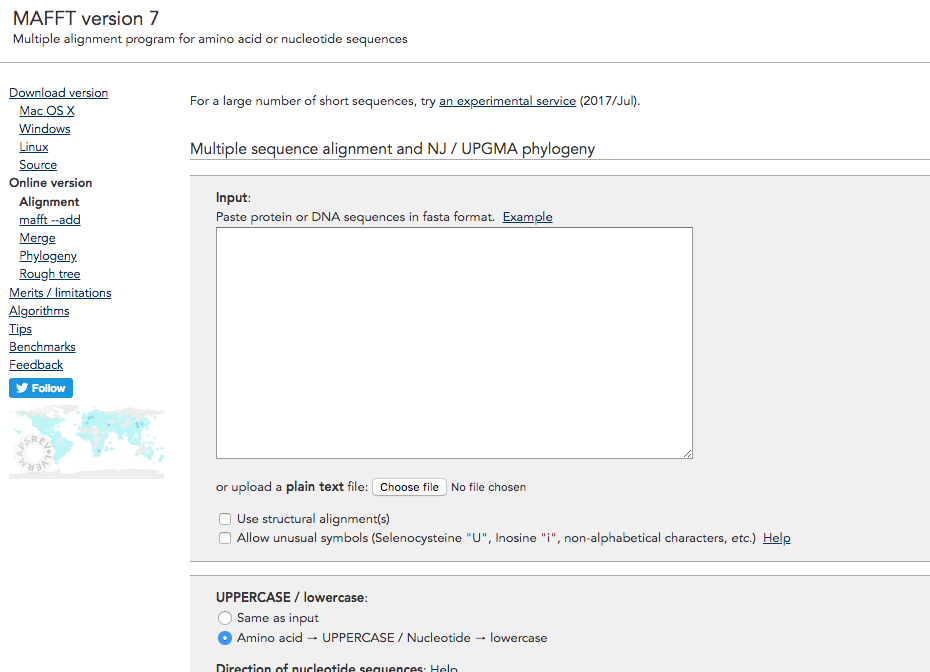 MAFFT version 7
Multiple alignment program for amino acid or nucleotide sequences
Download version
Mac OS X
Windows
Linux
Source
Online version
Alignment
mafft --add
Merge
Phylogeny
Rough tree
Merits / limitations
Algorithms
Tips
Benchmarks
Feedback
Follow
MAPSREVOLVER
For a large number of short sequences, try an experimental service (2017/Jul).
Multiple sequence alignment and NJ / UPGMA phylogeny
Input:
Paste protein or DNA sequences in fasta format. Example
or upload a plain text file: Choose file No file chosen
Use structural alignment(s)
Allow unusual symbols (Selenocysteine "U", Inosine "i", non-alphabetical characters, etc.) Help
UPPERCASE / lowercase:
Same as input
Amino acid → UPPERCASE / Nucleotide → lowercase
Direction of nucleotide sequences: Help